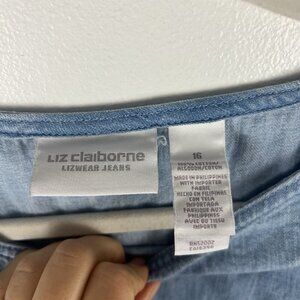 LIZ claiborne
LIZWEAR JEANS
16
100% COTTON/
ALGODON/COTON
MADE IN PHILIPPINES
WITH IMPORTED
FABRIC
HECHO EN FILIPINAS
CON TELA
IMPORTADA
FABRIQUE AUX
PHILIPPINES
AVEC DU TISSU
IMPORTE
RN52002